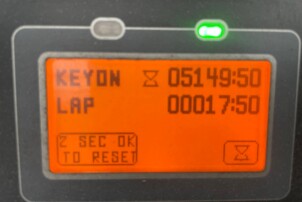 KEYON 05149:50
LAP 00017:50
2 SEC OK
TO RESET